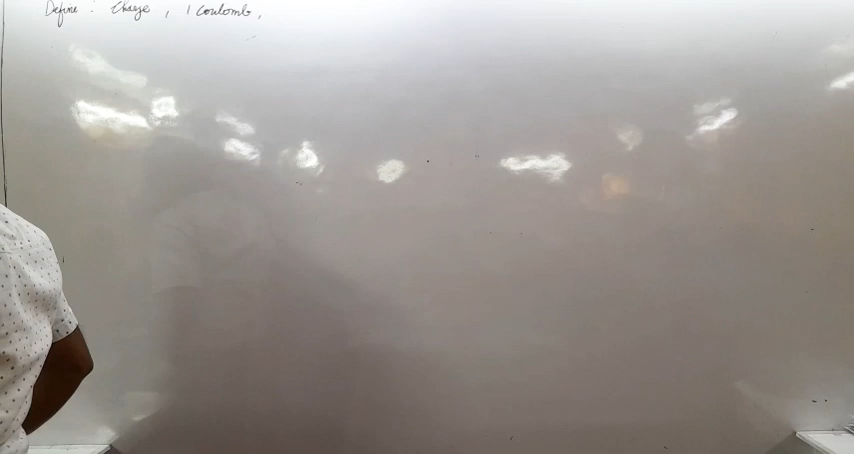 Define : Charge , 1 Coulomb,